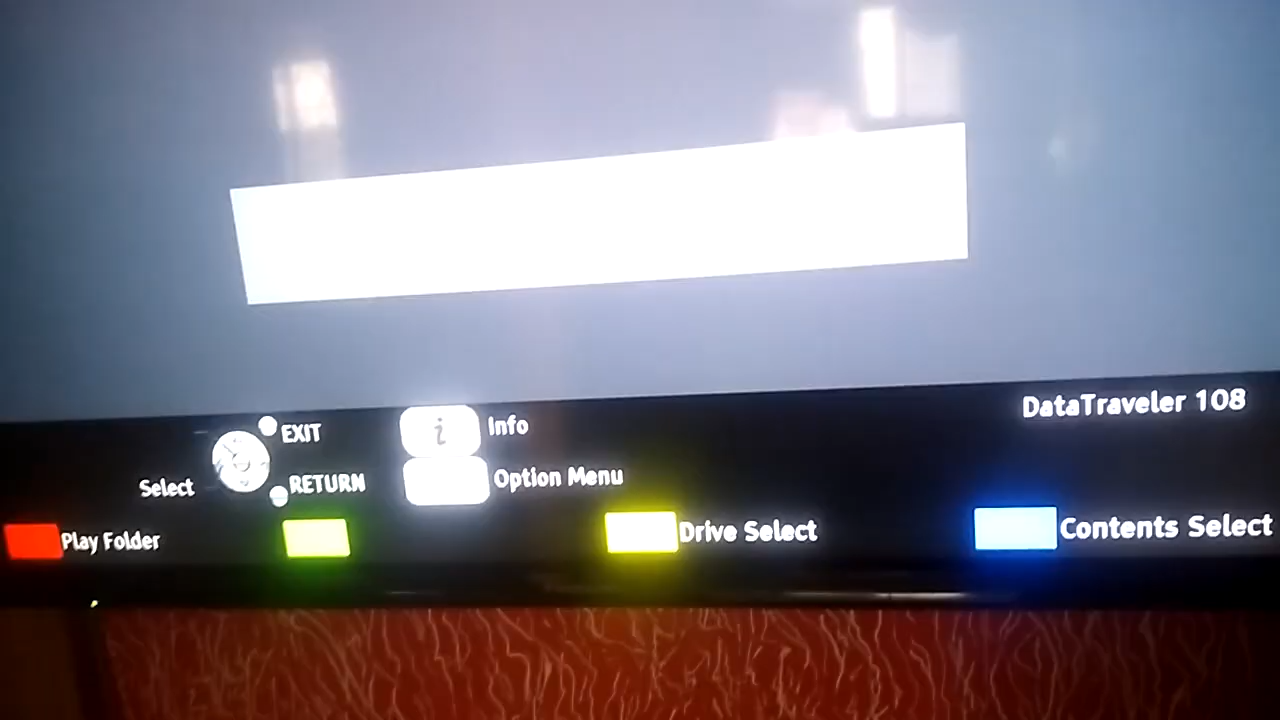 DataTraveler 108
EXIT
i Info
Select
RETURN
Option Menu
Play Folder
Drive Select
Contents Select